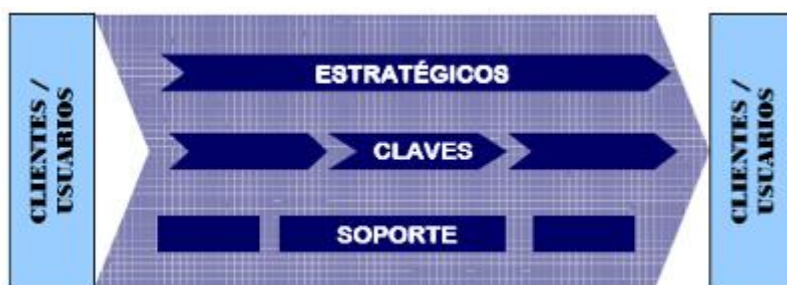 CLIENTES /
USUARIOS
ESTRATÉGICOS
CLAVES
SOPORTE
CLIENTES /
USUARIOS